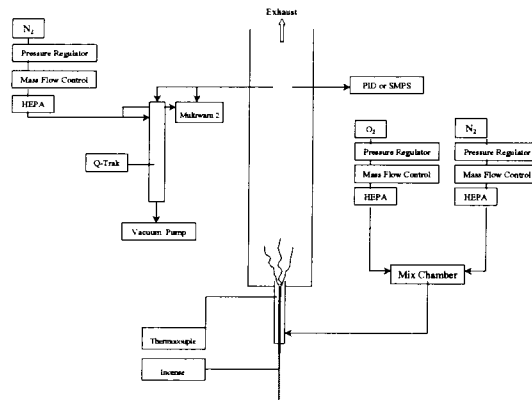 Exhaust
N2
Pressure Regulator
Mass Flow Control
HEPA
Multiwarn 2
Q-Trak
Vacuum Pump
PID or SMPS
O2
Pressure Regulator
Mass Flow Control
HEPA
N2
Pressure Regulator
Mass Flow Control
HEPA
Mix Chamber
Thermocouple
Incense